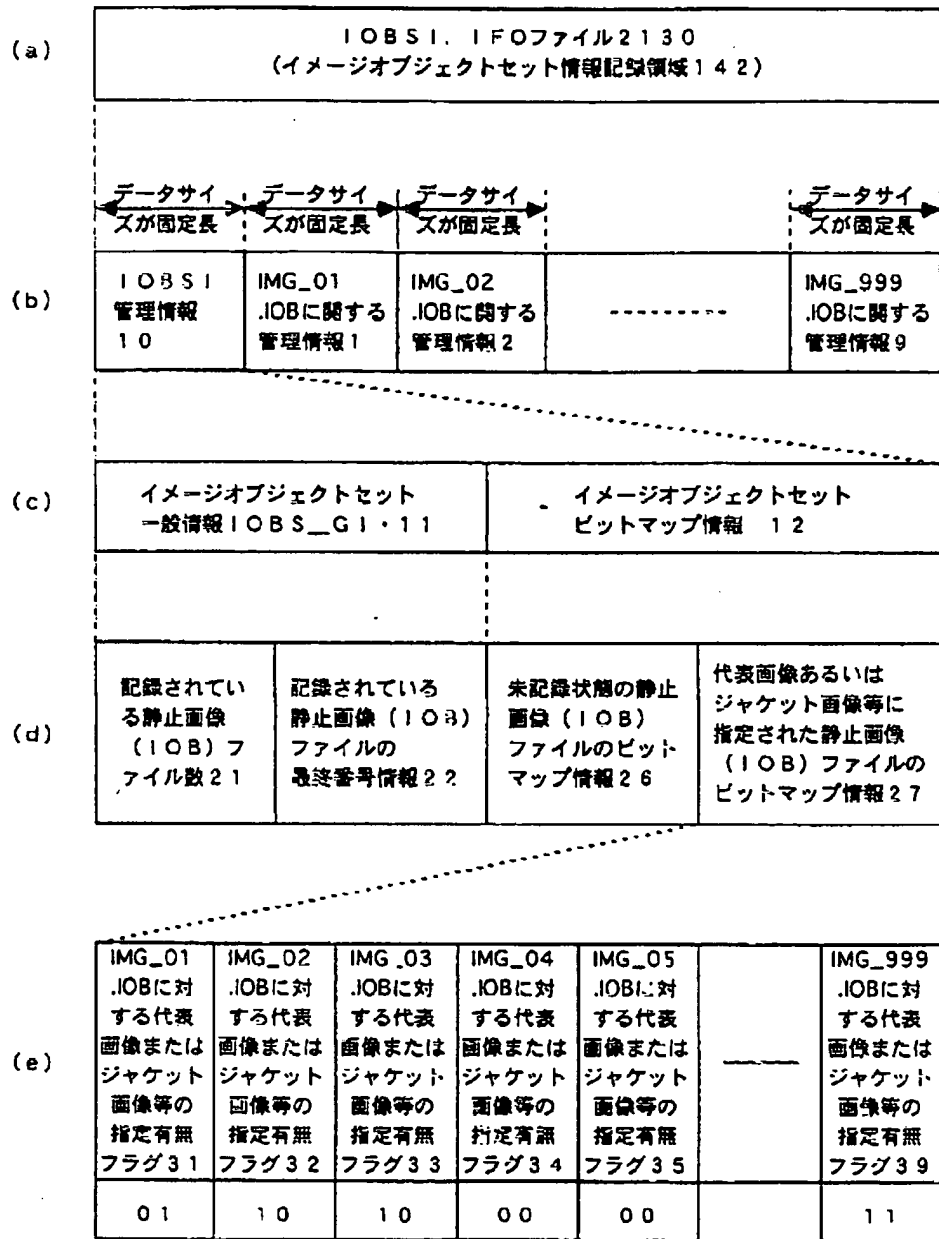 (a)
IOBSI. IFOファイル2130
(イメージオブジェクトセット情報記録領域142)
データサイ
ズが固定長
データサイ
ズが固定長
データサイ
ズが固定長
データサイ
ズが固定長
(b)
IOBSI
管理情報
10
IMG_01
.IOBに関する
管理情報1
IMG_02
.IOBに関する
管理情報2
IMG_999
.IOBに関する
管理情報9
(c)
イメージオブジェクトセット
一般情報IOBS_GI・11
イメージオブジェクトセット
ビットマップ情報 12
(d)
記録されてい
る静止画像
(IOB)フ
ァイル数21
記録されている
静止画像(IOB)
ファイルの
最終番号情報22
未記録状態の静止
画像(IOB)
ファイルのビット
マップ情報26
代表画像あるいは
ジャケット画像等に
指定された静止画像
(IOB)ファイルの
ビットマップ情報27
(e)
IMG_01
.IOBに対
する代表
画像または
ジャケット
画像等の
指定有無
フラグ31
IMG_02
.IOBに対
する代表
画像または
ジャケット
画像等の
指定有無
フラグ32
IMG_03
.IOBに対
する代表
画像または
ジャケット
画像等の
指定有無
フラグ33
IMG_04
.IOBに対
する代表
画像または
ジャケット
画像等の
指定有無
フラグ34
IMG_05
.IOBに対
する代表
画像または
ジャケット
画像等の
指定有無
フラグ35
IMG_999
.IOBに対
する代表
画像または
ジャケット
画像等の
指定有無
フラグ39
01
10
10
00
00
11